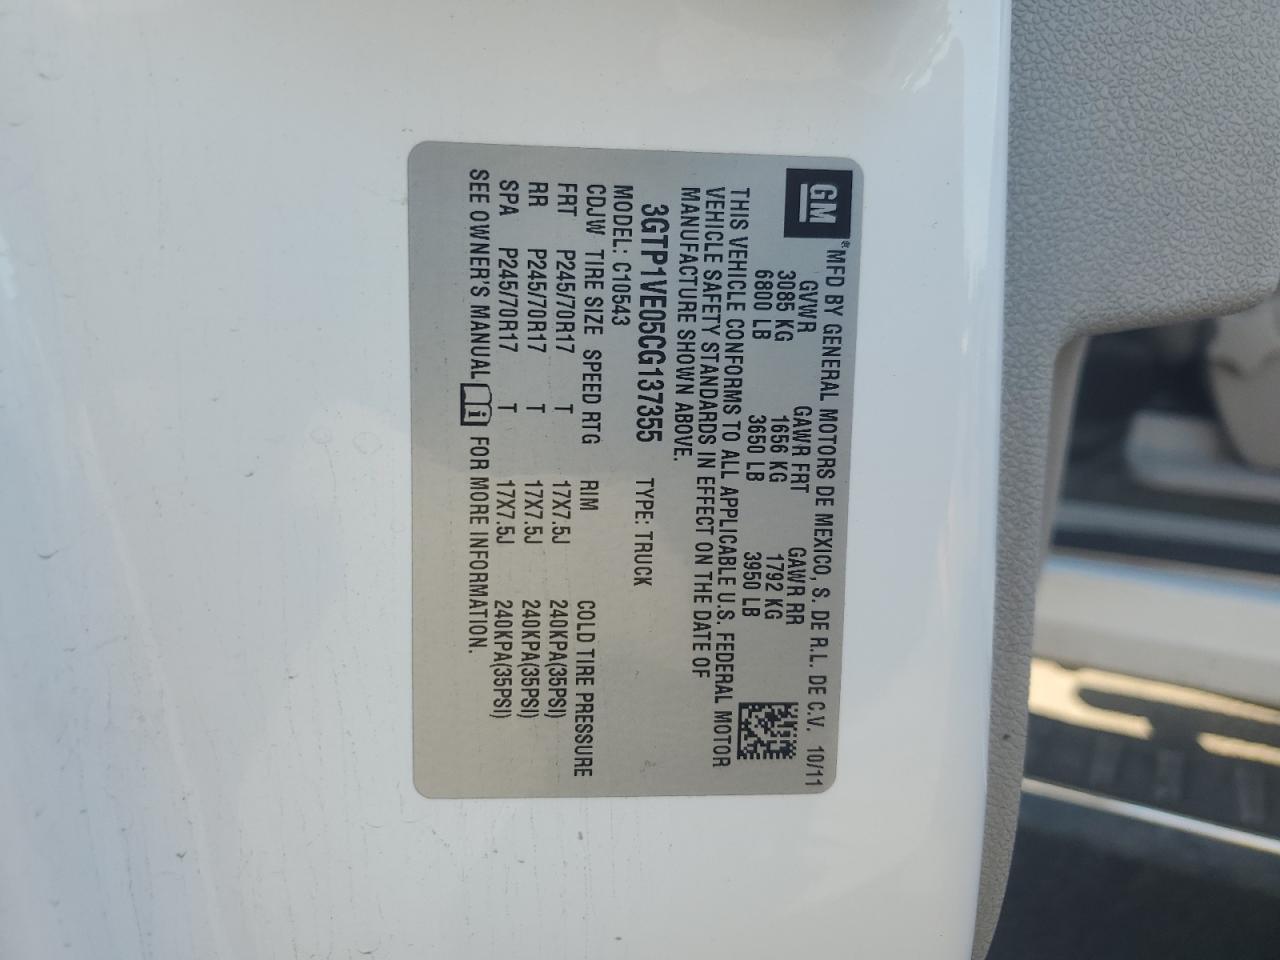 GM
*MFD BY GENERAL MOTORS DE MEXICO, S. DE R.L. DE C.V. 10/11
GVWR GAWR FRT GAWR RR
3085 KG 1656 KG 1792 KG
6800 LB 3650 LB 3950 LB
THIS VEHICLE CONFORMS TO ALL APPLICABLE U.S. FEDERAL MOTOR
VEHICLE SAFETY STANDARDS IN EFFECT ON THE DATE OF
MANUFACTURE SHOWN ABOVE.
3GTP1VE05CG137355 TYPE: TRUCK
MODEL: C10543
CDJW TIRE SIZE SPEED RTG RIM COLD TIRE PRESSURE
FRT P245/70R17 T 17X7.5J 240KPA(35PSI)
RR P245/70R17 T 17X7.5J 240KPA(35PSI)
SPA P245/70R17 T 17X7.5J 240KPA(35PSI)
SEE OWNER'S MANUAL i FOR MORE INFORMATION.